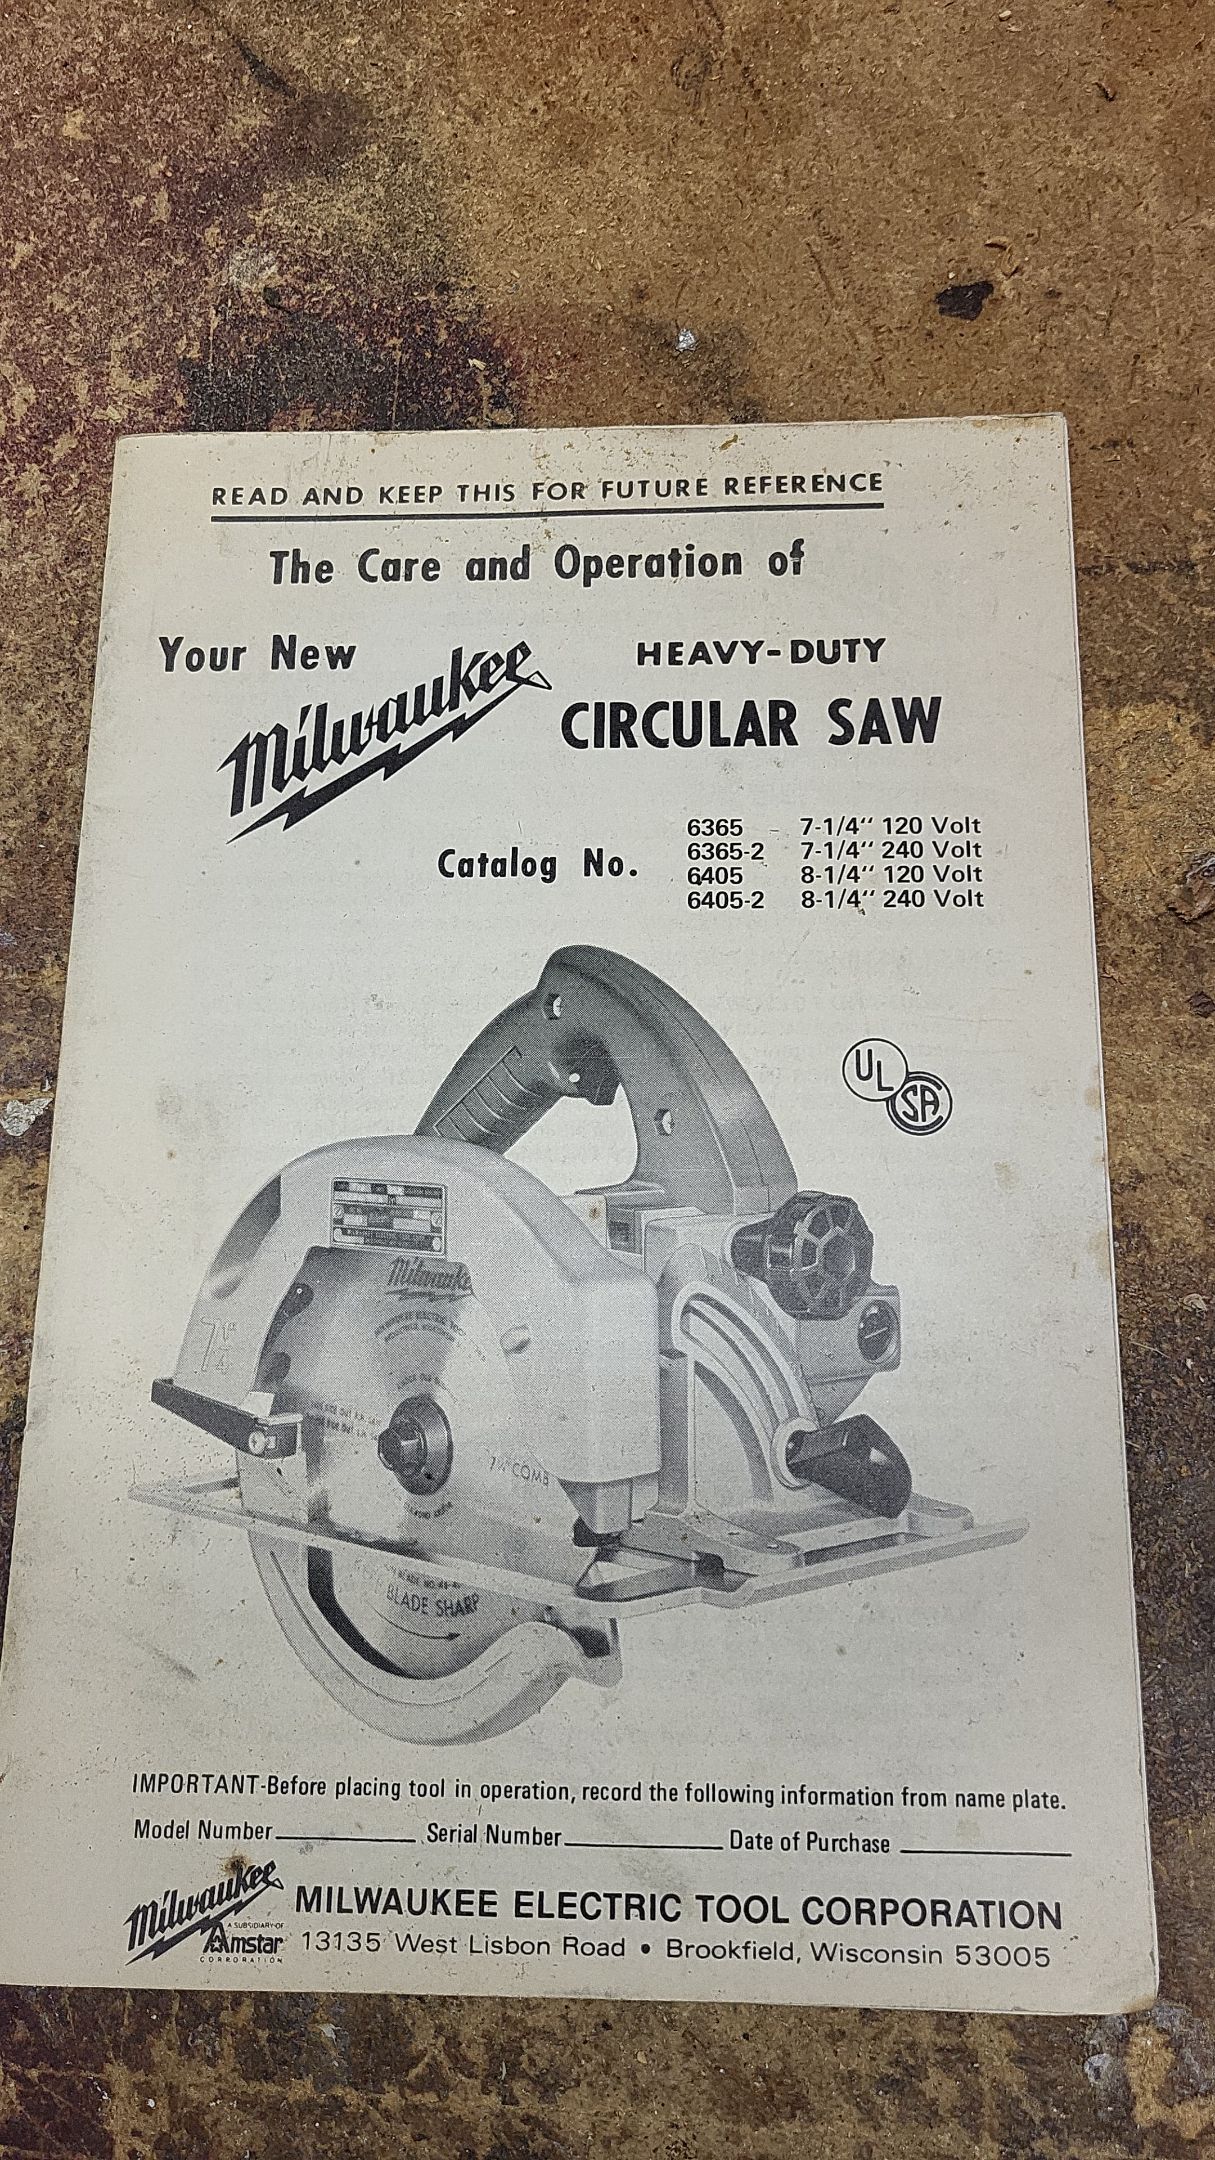 READ AND KEEP THIS FOR FUTURE REFERENCE
The Care and Operation of
Your New
Milwaukee
HEAVY-DUTY
CIRCULAR SAW
Catalog No.
6365 7-1/4" 120 Volt
6365-2 7-1/4" 240 Volt
6405 8-1/4" 120 Volt
6405-2 8-1/4" 240 Volt
UL
SA
Milwaukee
7 1/4"
7 1/4" COMB
BLADE SHARP
IMPORTANT-Before placing tool in operation, record the following information from name plate.
Model Number Serial Number Date of Purchase
Milwaukee
A SUBSIDIARY OF
Amstar
CORPORATION
MILWAUKEE ELECTRIC TOOL CORPORATION
13135 West Lisbon Road • Brookfield, Wisconsin 53005